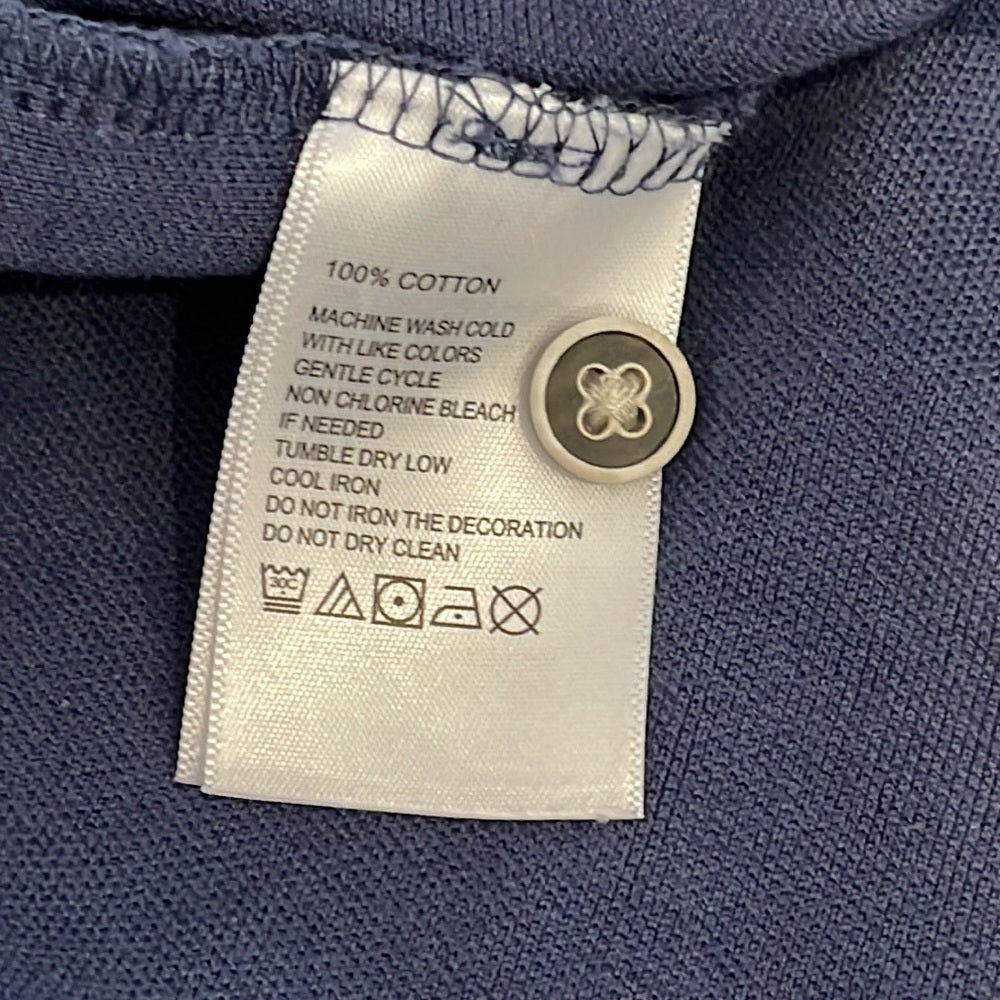 100% COTTON
MACHINE WASH COLD
WITH LIKE COLORS
GENTLE CYCLE
NON CHLORINE BLEACH
IF NEEDED
TUMBLE DRY LOW
COOL IRON
DO NOT IRON THE DECORATION
DO NOT DRY CLEAN
30C